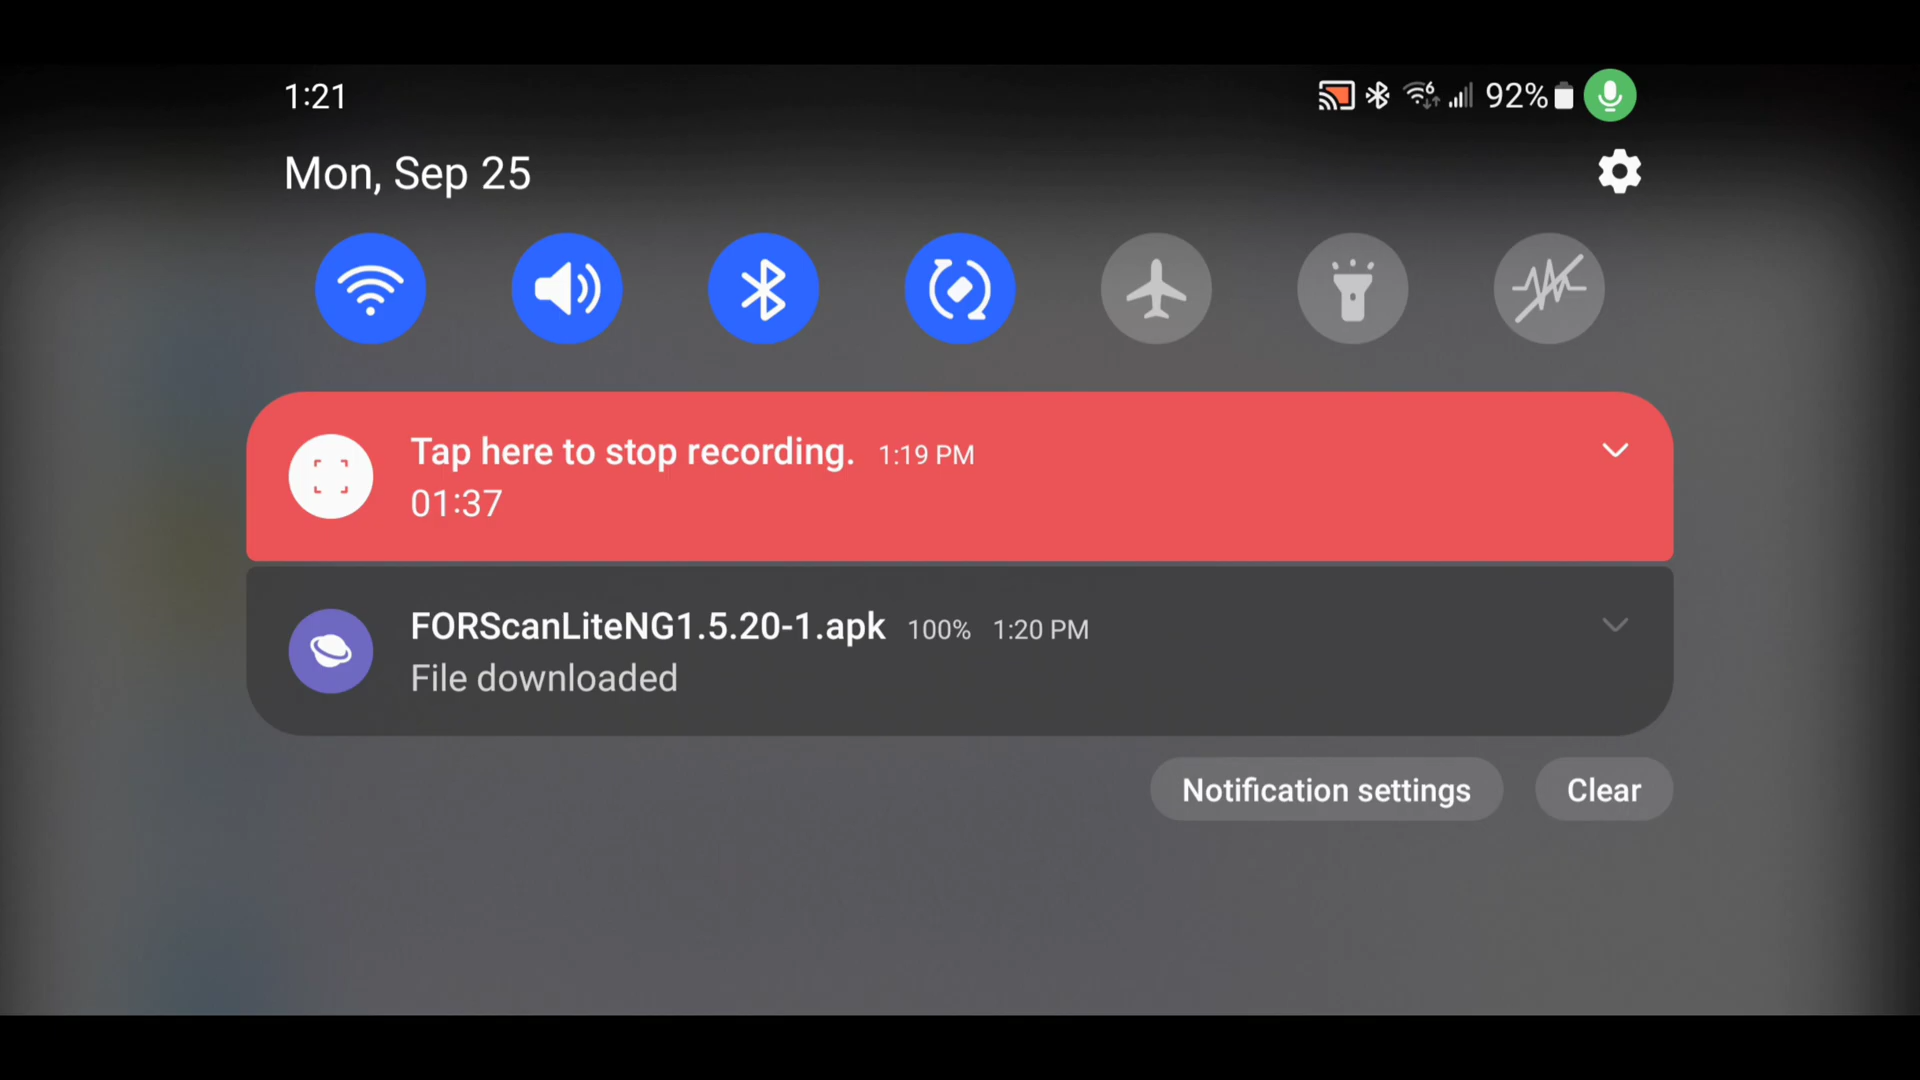 1:21
92%
Mon, Sep 25
Tap here to stop recording. 1:19 PM
01:37
FORScanLiteNG1.5.20-1.apk 100% 1:20 PM
File downloaded
Notification settings
Clear